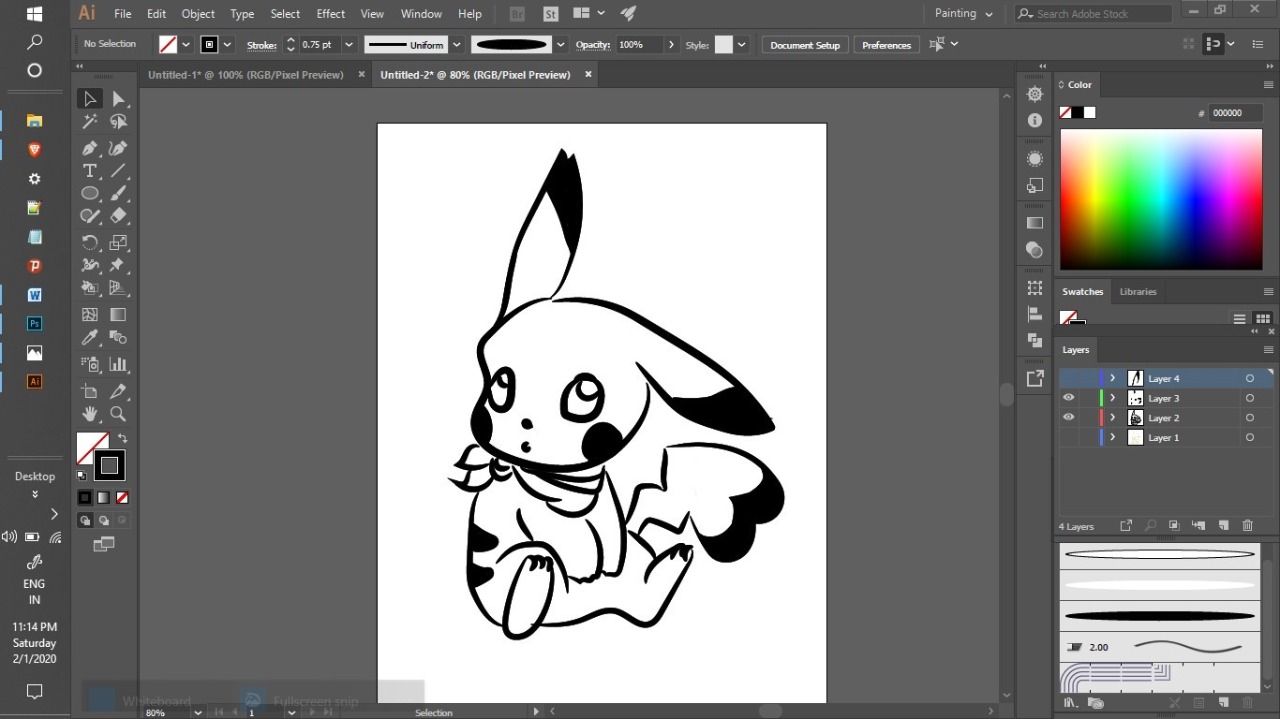 Ai File Edit Object Type Select Effect View Window Help Br St Painting Search Adobe Stock
No Selection Stroke: 0.75 pt Uniform Opacity: 100% Style: Document Setup Preferences
Untitled-1* @ 100% (RGB/Pixel Preview) × Untitled-2* @ 80% (RGB/Pixel Preview) ×
Color
# 000000
Swatches Libraries
Layers
Layer 4
Layer 3
Layer 2
Layer 1
4 Layers
2.00
W
Ps
Ai
Desktop
ENG
IN
11:14 PM
Saturday
2/1/2020
Whiteboard Fullscreen snip
80% 1 Selection